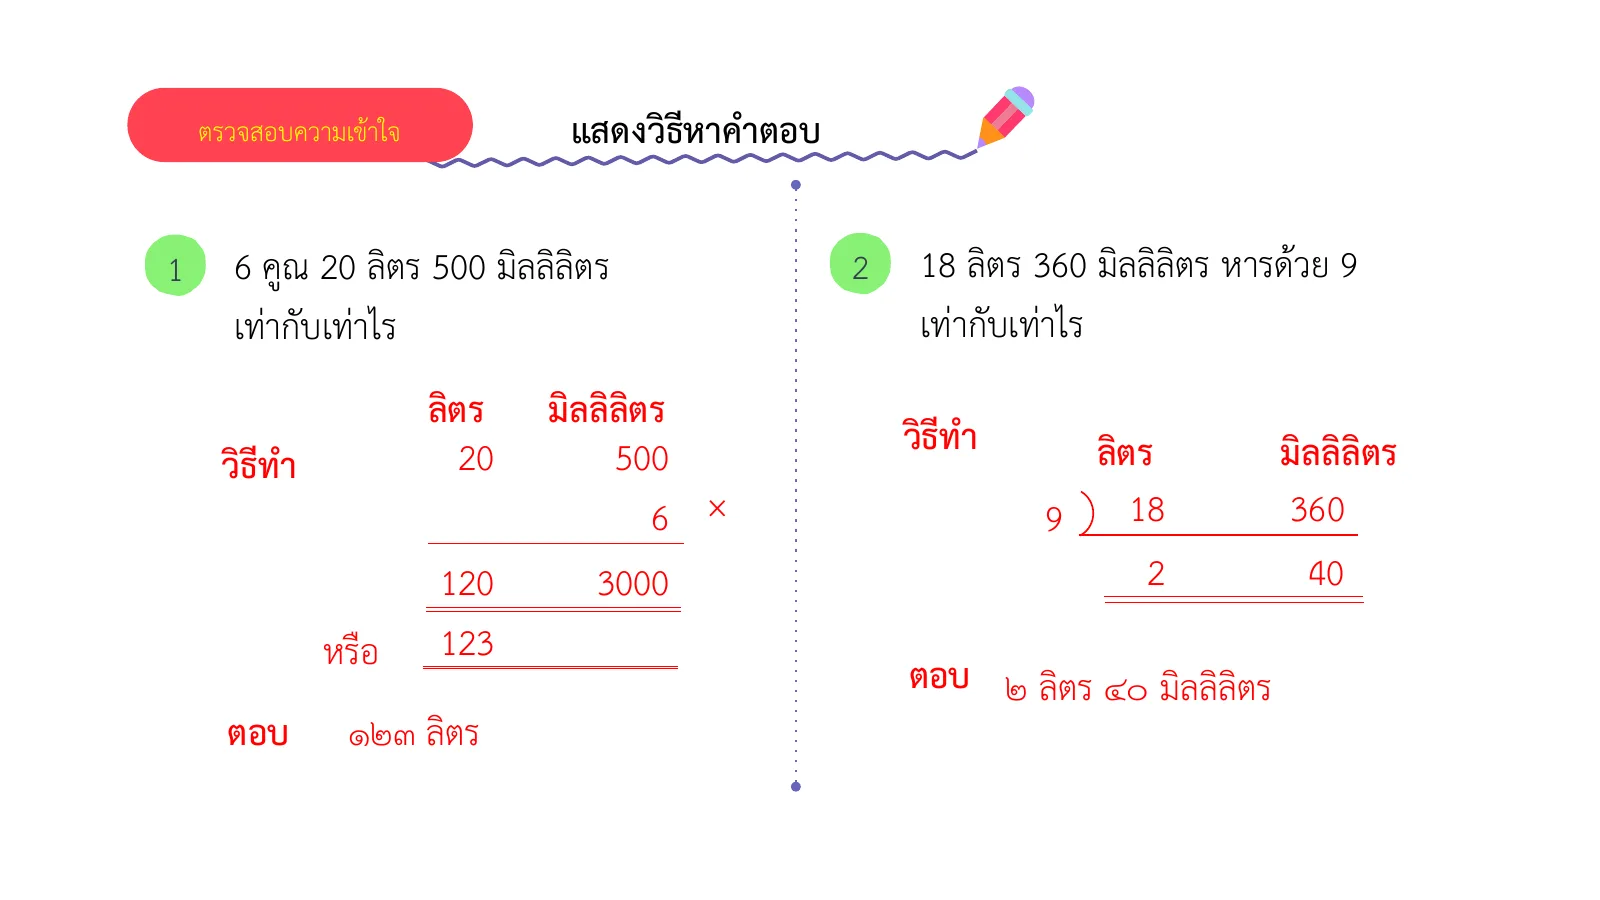 ตรวจสอบความเข้าใจ
แสดงวิธีหาคำตอบ
1
6 คูณ 20 ลิตร 500 มิลลิลิตร
เท่ากับเท่าไร
ลิตร มิลลิลิตร
วิธีทำ 20 500
6 ×
120 3000
หรือ 123
ตอบ ๑๒๓ ลิตร
2
18 ลิตร 360 มิลลิลิตร หารด้วย 9
เท่ากับเท่าไร
วิธีทำ
ลิตร มิลลิลิตร
9 ) 18 360
2 40
ตอบ ๒ ลิตร ๔๐ มิลลิลิตร